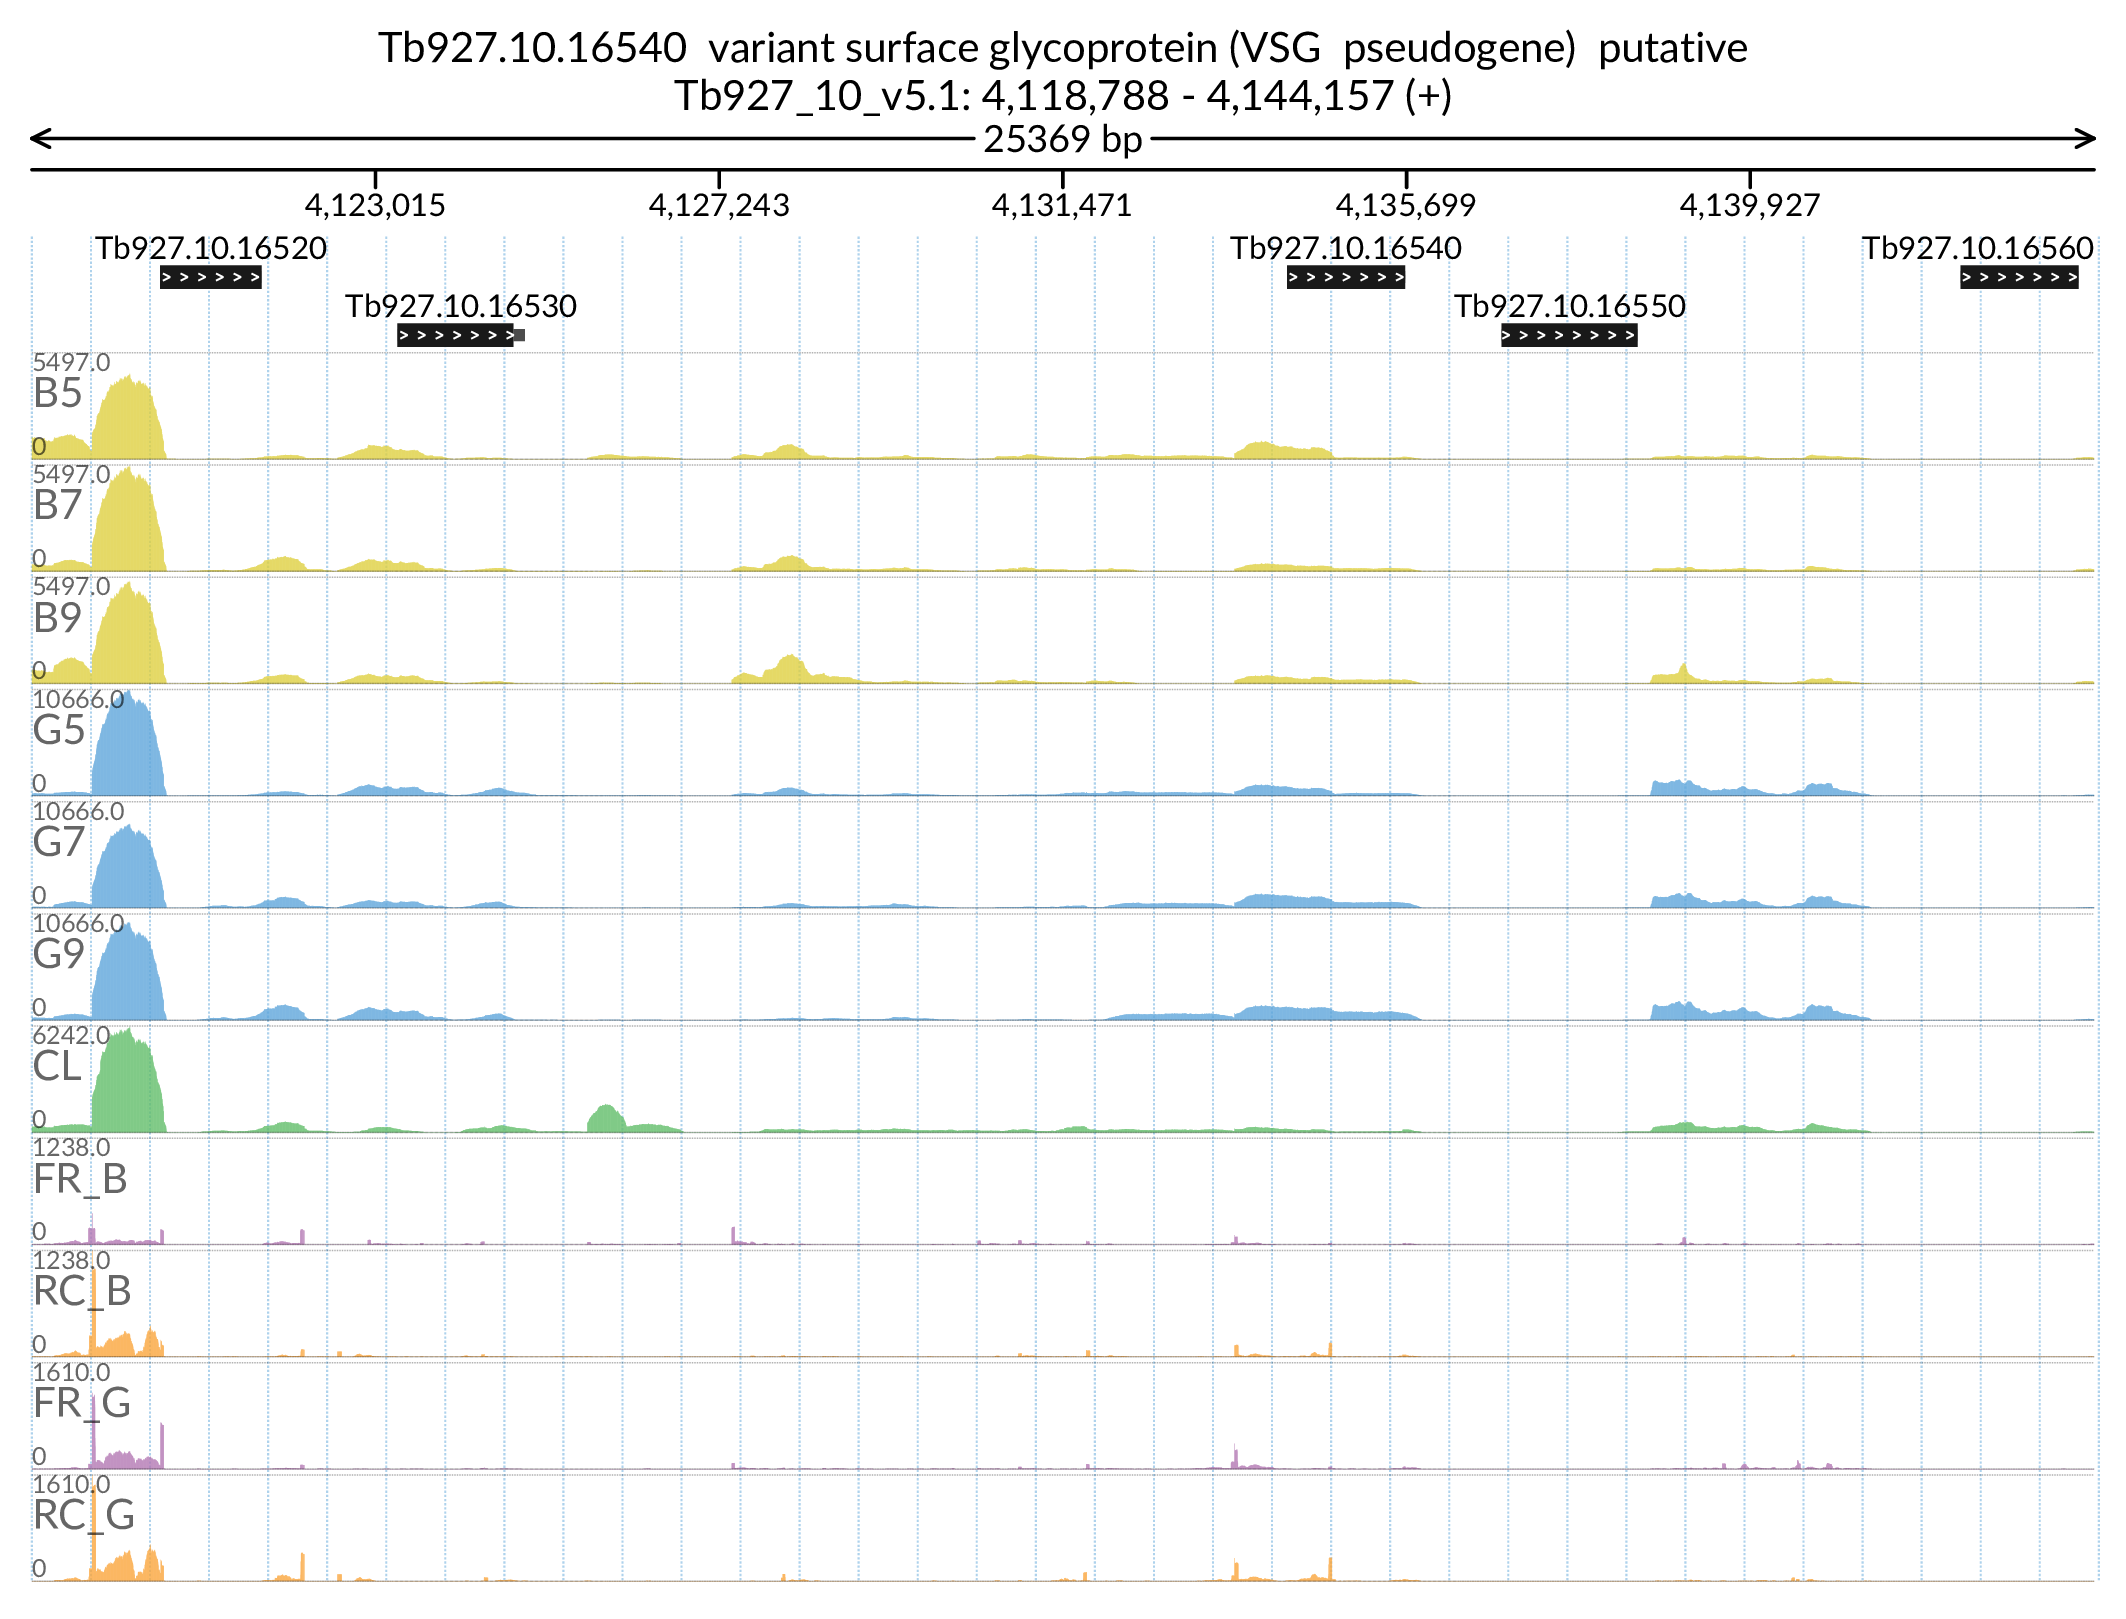 Tb927.10.16540  variant surface glycoprotein (VSG  pseudogene)  putative
Tb927_10_v5.1: 4,118,788 - 4,144,157 (+)
25369 bp
4,123,015 4,127,243 4,131,471 4,135,699 4,139,927
Tb927.10.16520 Tb927.10.16540 Tb927.10.16560
Tb927.10.16530 Tb927.10.16550
5497.0
B5
0
5497.0
B7
0
5497.0
B9
0
10666.0
G5
0
10666.0
G7
0
10666.0
G9
0
6242.0
CL
0
1238.0
FR_B
0
1238.0
RC_B
0
1610.0
FR_G
0
1610.0
RC_G
0